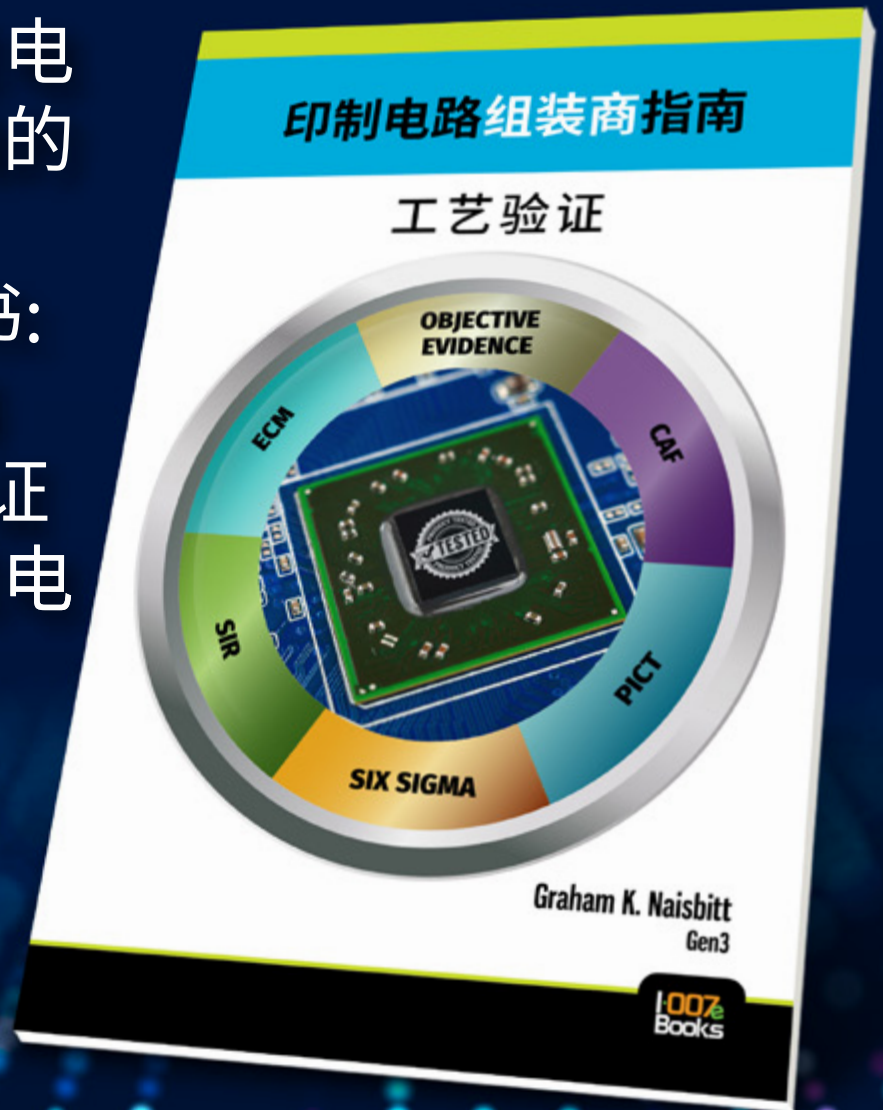 电
的
书:
证
电
印制电路组装商指南
工艺验证
OBJECTIVE
EVIDENCE
ECM
CAF
TESTED
SIR
PICT
SIX SIGMA
Graham K. Naisbitt
Gen3
I-007e
Books